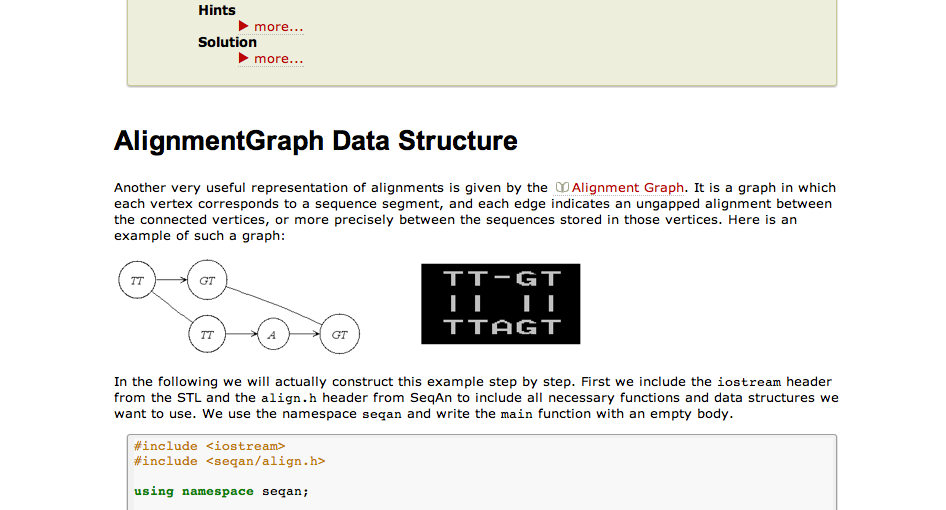 Hints
more...
Solution
more...
AlignmentGraph Data Structure
Another very useful representation of alignments is given by the Alignment Graph. It is a graph in which
each vertex corresponds to a sequence segment, and each edge indicates an ungapped alignment between
the connected vertices, or more precisely between the sequences stored in those vertices. Here is an
example of such a graph:
TT GT
TT A GT
TT-GT
|| ||
TTAGT
In the following we will actually construct this example step by step. First we include the iostream header
from the STL and the align.h header from SeqAn to include all necessary functions and data structures we
want to use. We use the namespace seqan and write the main function with an empty body.
#include <iostream>
#include <seqan/align.h>
using namespace seqan;